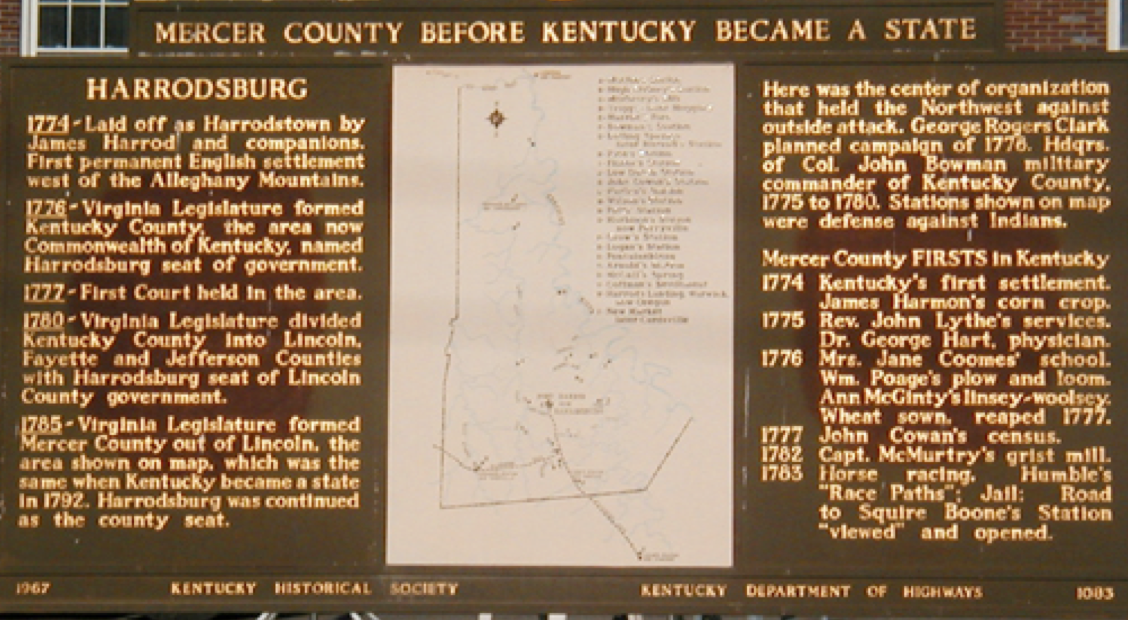 MERCER COUNTY BEFORE KENTUCKY BECAME A STATE
HARRODSBURG
1774-Laid off as Harrodstown by
James Harrod and companions.
First permanent English settlement
west of the Alleghany Mountains.
1776-Virginia Legislature formed
Kentucky County, the area now
Commonwealth of Kentucky, named
Harrodsburg seat of government.
1777-First Court held in the area.
1780-Virginia Legislature divided
Kentucky County into Lincoln,
Fayette and Jefferson Counties
with Harrodsburg seat of Lincoln
County government.
1785-Virginia Legislature formed
Mercer County out of Lincoln, the
area shown on map, which was the
same when Kentucky became a state
in 1792. Harrodsburg was continued
as the county seat.
Logan's Station
New Market
Here was the center of organization
that held the Northwest against
outside attack. George Rogers Clark
planned campaign of 1778. Hdqrs.
of Col. John Bowman military
commander of Kentucky County,
1775 to 1780. Stations shown on map
were defense against Indians.
Mercer County FIRSTS in Kentucky
1774 Kentucky's first settlement.
James Harmon's corn crop.
1775 Rev. John Lythe's services.
Dr. George Hart, physician.
1776 Mrs. Jane Coomes' school.
Wm. Poage's plow and loom.
Ann McGinty's linsey-woolsey.
Wheat sown, reaped 1777.
1777 John Cowan's census.
1782 Capt. McMurtry's grist mill.
1783 Horse racing, Humble's
"Race Paths"; Jail; Road
to Squire Boone's Station
"viewed" and opened.
1967 KENTUCKY HISTORICAL SOCIETY KENTUCKY DEPARTMENT OF HIGHWAYS 1083